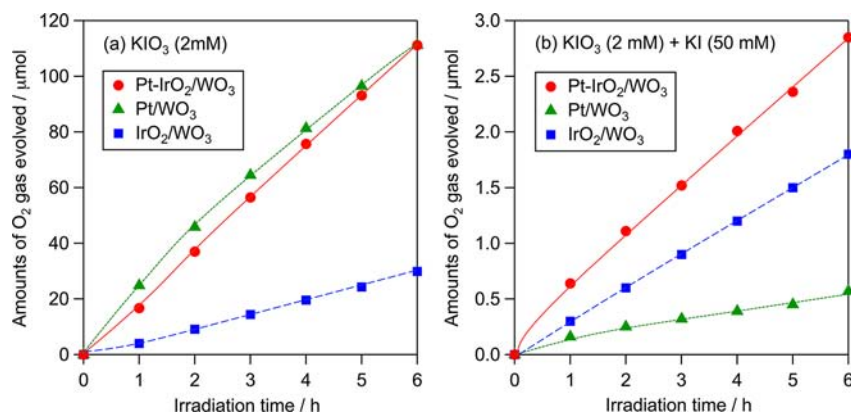 (a) KIO₃ (2mM)
Pt-IrO₂/WO₃
Pt/WO₃
IrO₂/WO₃
Amounts of O₂ gas evolved / μmol
120
100
80
60
40
20
0
0 1 2 3 4 5 6
Irradiation time / h
(b) KIO₃ (2 mM) + KI (50 mM)
Pt-IrO₂/WO₃
Pt/WO₃
IrO₂/WO₃
Amounts of O₂ gas evolved / μmol
3.0
2.5
2.0
1.5
1.0
0.5
0.0
0 1 2 3 4 5 6
Irradiation time / h